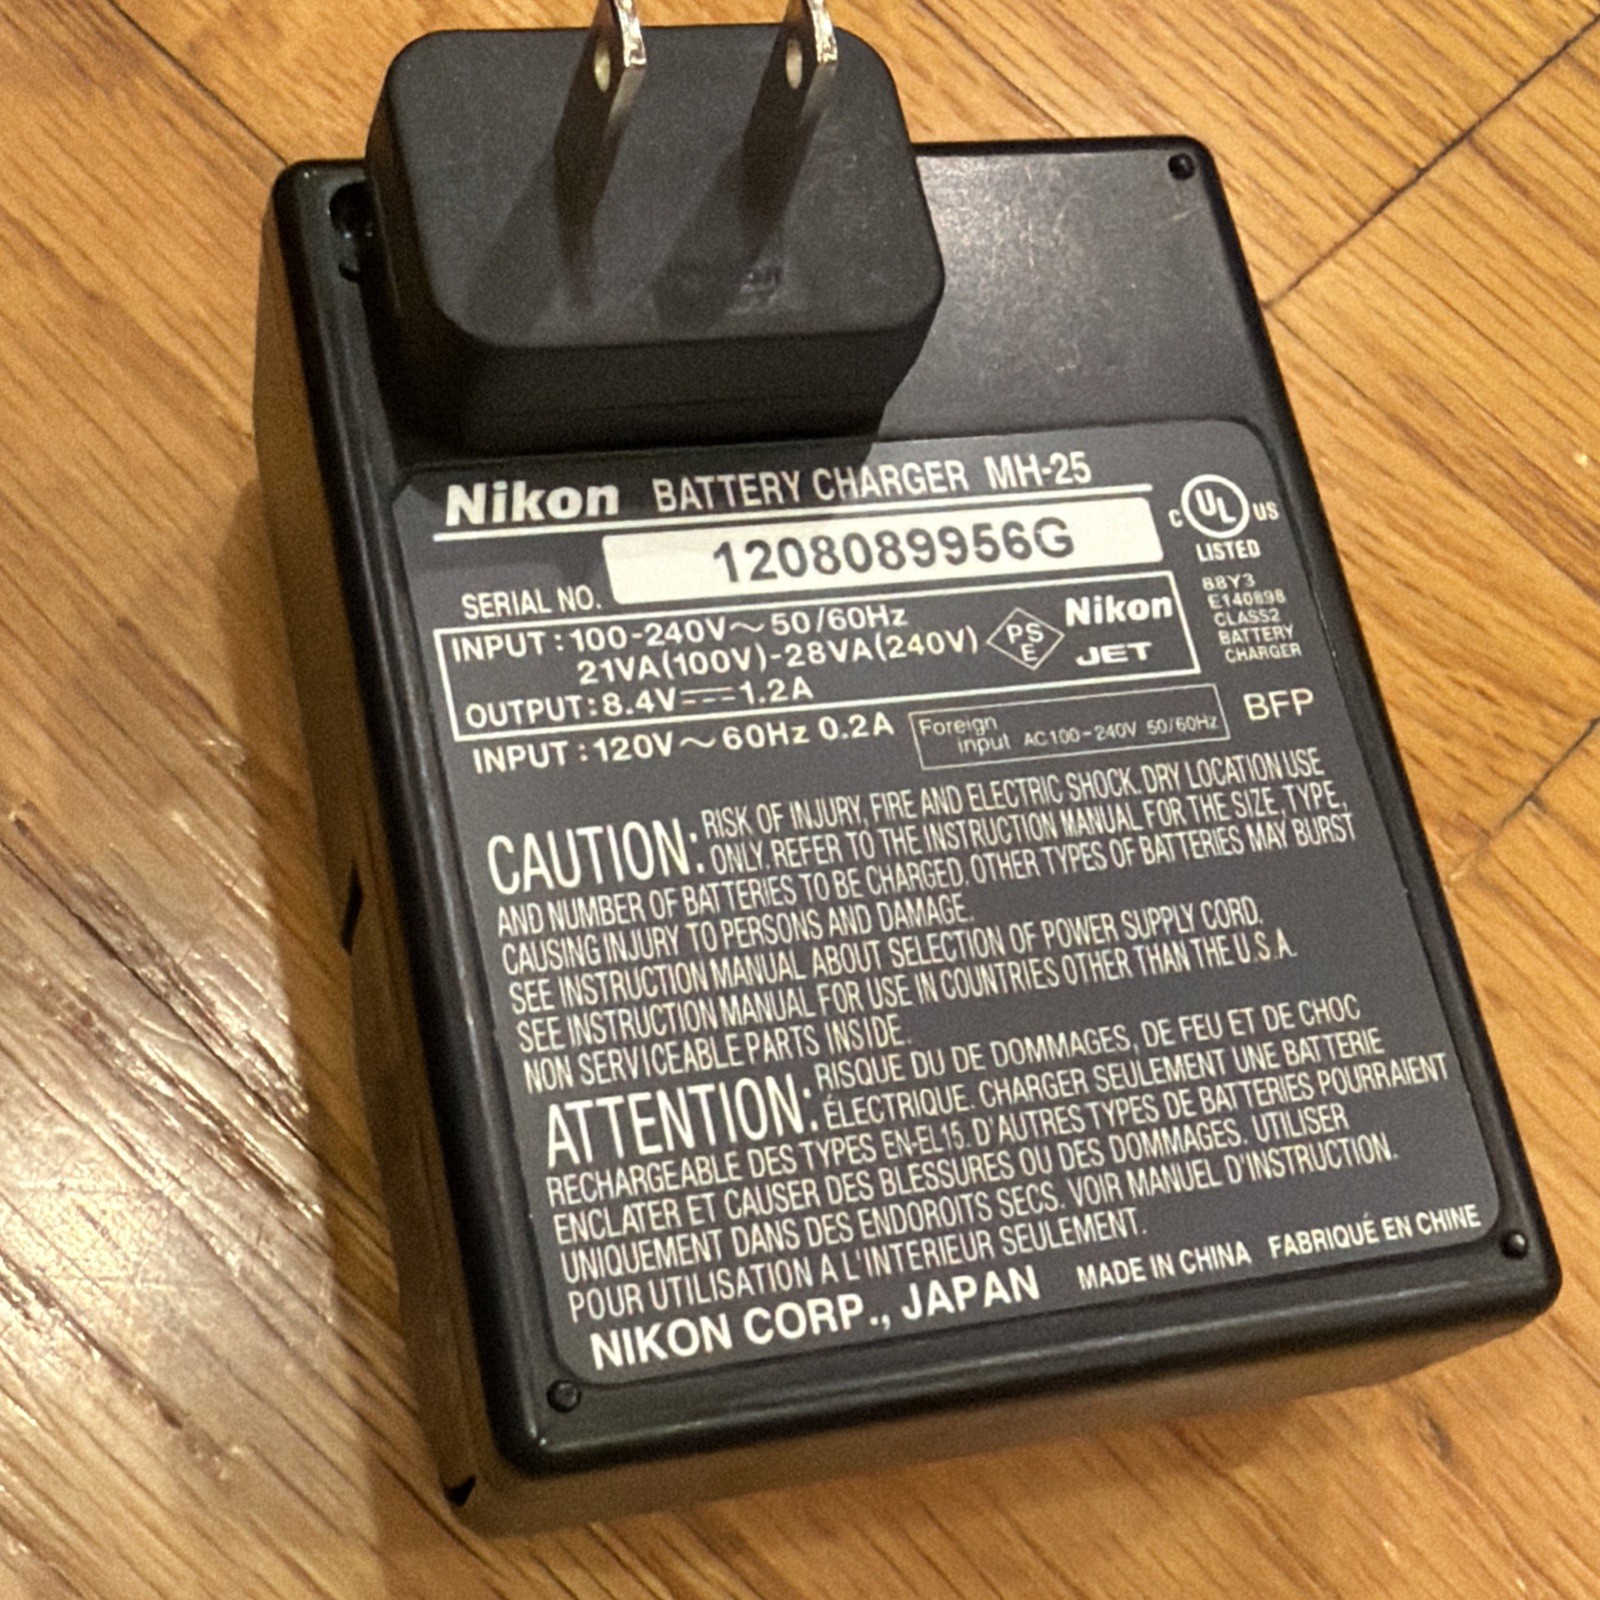 Nikon BATTERY CHARGER MH-25
SERIAL NO. 1208089956G
C UL US
LISTED
88Y3
E140898
CLASS2
BATTERY
CHARGER
INPUT : 100-240V～50/60Hz
21VA(100V)-28VA(240V)
OUTPUT : 8.4V⎓1.2A
PS
E
Nikon
JET
INPUT : 120V～60Hz 0.2A
Foreign
input AC100-240V 50/60Hz
BFP
CAUTION: RISK OF INJURY, FIRE AND ELECTRIC SHOCK. DRY LOCATION USE
ONLY. REFER TO THE INSTRUCTION MANUAL FOR THE SIZE, TYPE,
AND NUMBER OF BATTERIES TO BE CHARGED. OTHER TYPES OF BATTERIES MAY BURST
CAUSING INJURY TO PERSONS AND DAMAGE.
SEE INSTRUCTION MANUAL ABOUT SELECTION OF POWER SUPPLY CORD.
SEE INSTRUCTION MANUAL FOR USE IN COUNTRIES OTHER THAN THE U.S.A.
NON SERVICEABLE PARTS INSIDE.
ATTENTION: RISQUE DU DE DOMMAGES, DE FEU ET DE CHOC
ÉLECTRIQUE. CHARGER SEULEMENT UNE BATTERIE
RECHARGEABLE DES TYPES EN-EL15. D'AUTRES TYPES DE BATTERIES POURRAIENT
ENCLATER ET CAUSER DES BLESSURES OU DES DOMMAGES. UTILISER
UNIQUEMENT DANS DES ENDOROITS SECS. VOIR MANUEL D'INSTRUCTION.
POUR UTILISATION A L'INTERIEUR SEULEMENT.
NIKON CORP., JAPAN MADE IN CHINA FABRIQUÉ EN CHINE